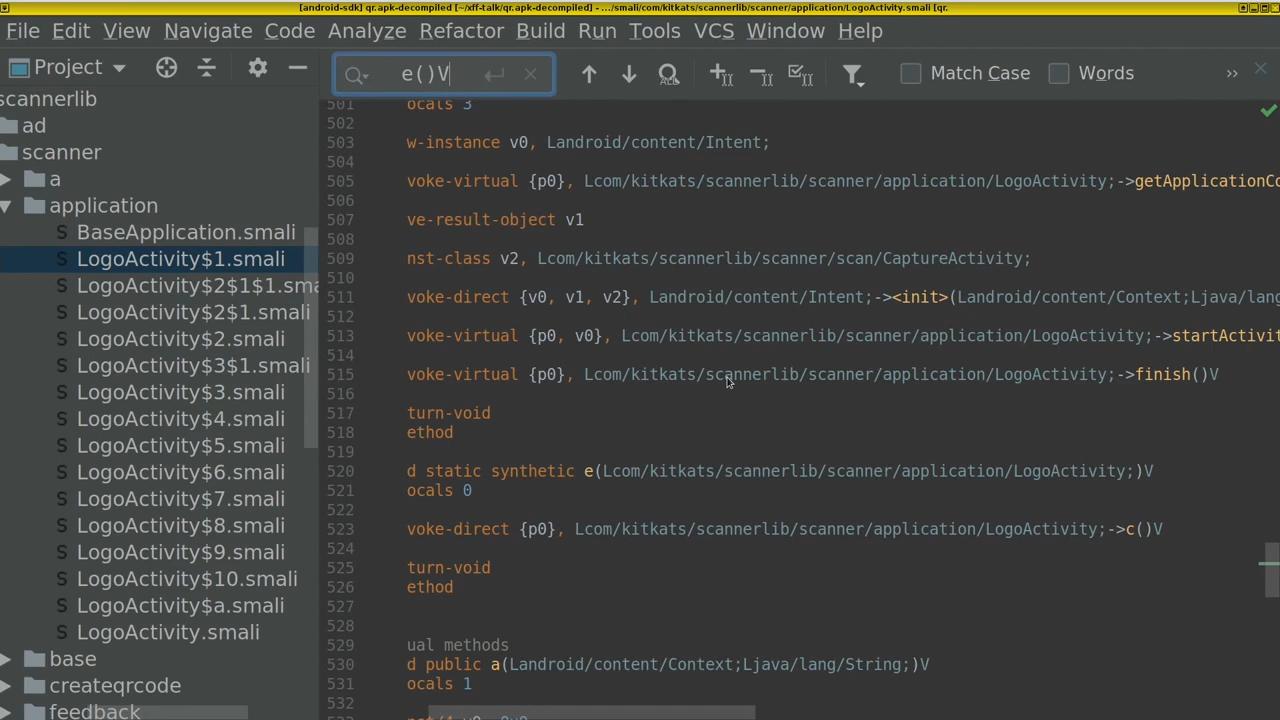 [android-sdk] qr.apk-decompiled [~/xff-talk/qr.apk-decompiled] - .../smali/com/kitkats/scannerlib/scanner/application/LogoActivity.smali [qr.
File Edit View Navigate Code Analyze Refactor Build Run Tools VCS Window Help
Project
e()V
ALL
Match Case
Words
scannerlib
ad
scanner
a
application
BaseApplication.smali
LogoActivity$1.smali
LogoActivity$2$1$1.sma
LogoActivity$2$1.smali
LogoActivity$2.smali
LogoActivity$3$1.smali
LogoActivity$3.smali
LogoActivity$4.smali
LogoActivity$5.smali
LogoActivity$6.smali
LogoActivity$7.smali
LogoActivity$8.smali
LogoActivity$9.smali
LogoActivity$10.smali
LogoActivity$a.smali
LogoActivity.smali
base
createqrcode
feedback
501 ocals 3
502
503 w-instance v0, Landroid/content/Intent;
504
505 voke-virtual {p0}, Lcom/kitkats/scannerlib/scanner/application/LogoActivity;->getApplicationCo
506
507 ve-result-object v1
508
509 nst-class v2, Lcom/kitkats/scannerlib/scanner/scan/CaptureActivity;
510
511 voke-direct {v0, v1, v2}, Landroid/content/Intent;-><init>(Landroid/content/Context;Ljava/lang
512
513 voke-virtual {p0, v0}, Lcom/kitkats/scannerlib/scanner/application/LogoActivity;->startActivit
514
515 voke-virtual {p0}, Lcom/kitkats/scannerlib/scanner/application/LogoActivity;->finish()V
516
517 turn-void
518 ethod
519
520 d static synthetic e(Lcom/kitkats/scannerlib/scanner/application/LogoActivity;)V
521 ocals 0
522
523 voke-direct {p0}, Lcom/kitkats/scannerlib/scanner/application/LogoActivity;->c()V
524
525 turn-void
526 ethod
527
528
529 ual methods
530 d public a(Landroid/content/Context;Ljava/lang/String;)V
531 ocals 1
532